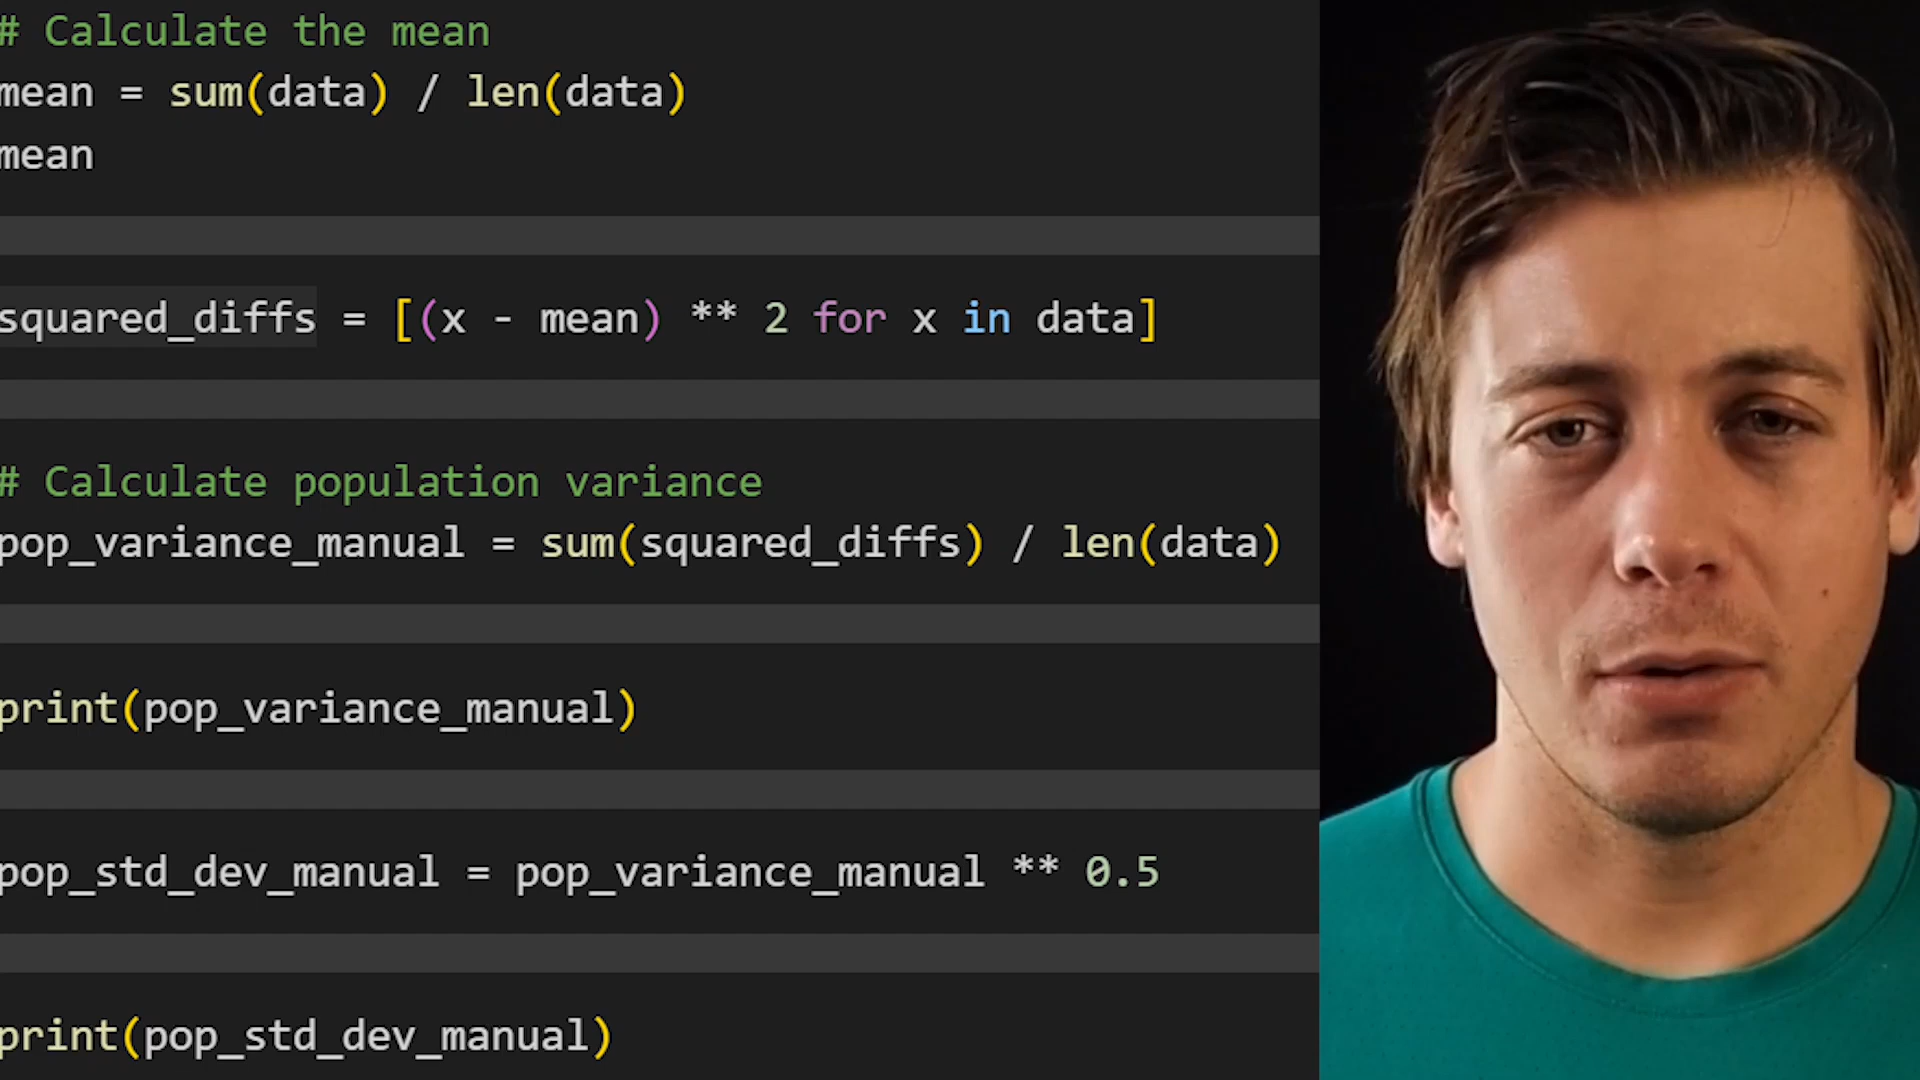 # Calculate the mean
mean = sum(data) / len(data)
mean
squared_diffs = [(x - mean) ** 2 for x in data]
# Calculate population variance
pop_variance_manual = sum(squared_diffs) / len(data)
print(pop_variance_manual)
pop_std_dev_manual = pop_variance_manual ** 0.5
print(pop_std_dev_manual)